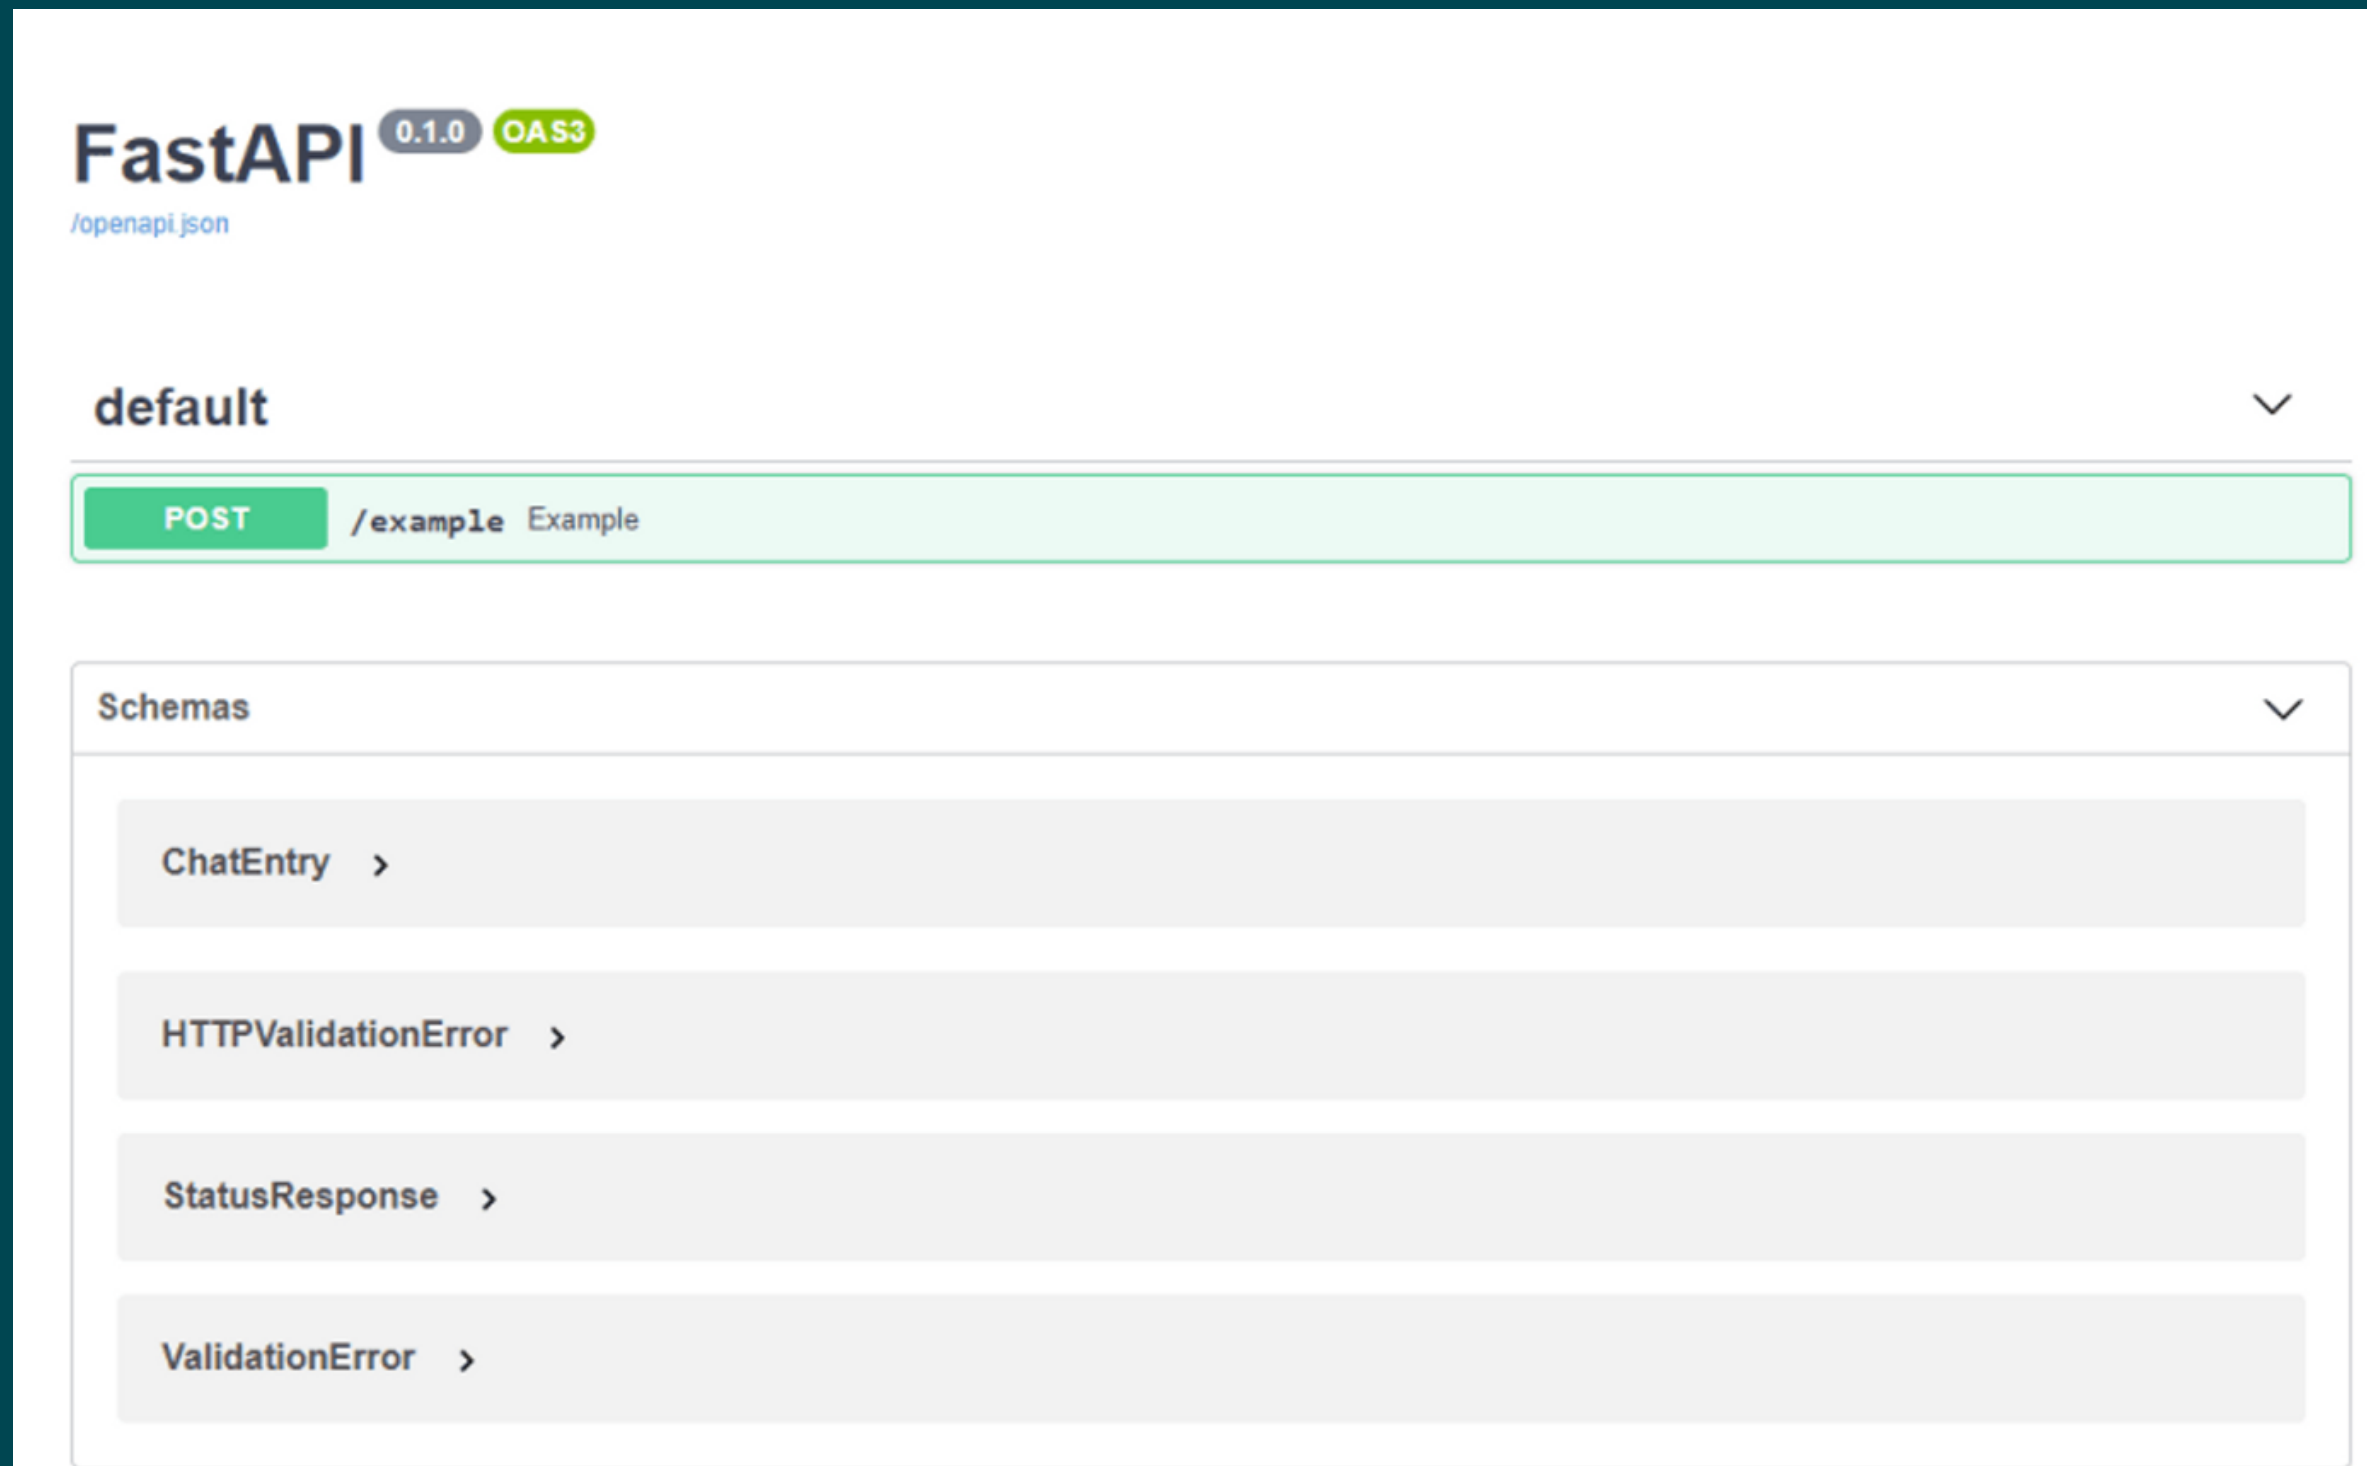 FastAPI 0.1.0 OAS3
/openapi.json
default
POST /example Example
Schemas
ChatEntry
HTTPValidationError
StatusResponse
ValidationError